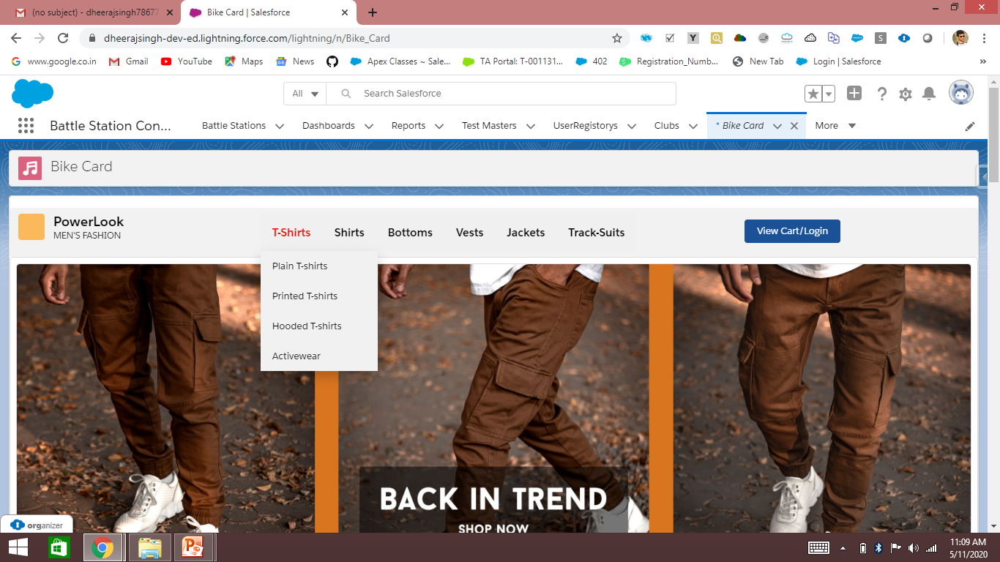 (no subject) - dheerajsingh78677
Bike Card | Salesforce
dheerajsingh-dev-ed.lightning.force.com/lightning/n/Bike_Card
www.google.co.in
Gmail
YouTube
Maps
News
Apex Classes ~ Sale...
TA Portal: T-001131...
402
Registration_Numb...
New Tab
Login | Salesforce
All
Search Salesforce
Battle Station Con...
Battle Stations
Dashboards
Reports
Test Masters
UserRegistorys
Clubs
* Bike Card
More
Bike Card
PowerLook
MEN'S FASHION
T-Shirts
Shirts
Bottoms
Vests
Jackets
Track-Suits
View Cart/Login
Plain T-shirts
Printed T-shirts
Hooded T-shirts
Activewear
BACK IN TREND
SHOP NOW
organizer
11:09 AM
5/11/2020